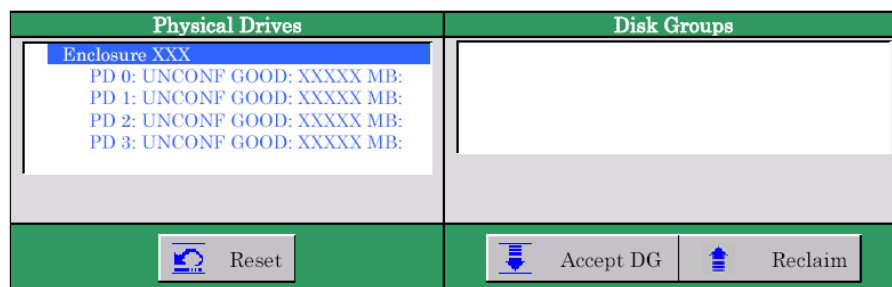 Physical Drives
Enclosure XXX
PD 0: UNCONF GOOD: XXXXX MB:
PD 1: UNCONF GOOD: XXXXX MB:
PD 2: UNCONF GOOD: XXXXX MB:
PD 3: UNCONF GOOD: XXXXX MB:
Reset
Disk Groups
Accept DG
Reclaim